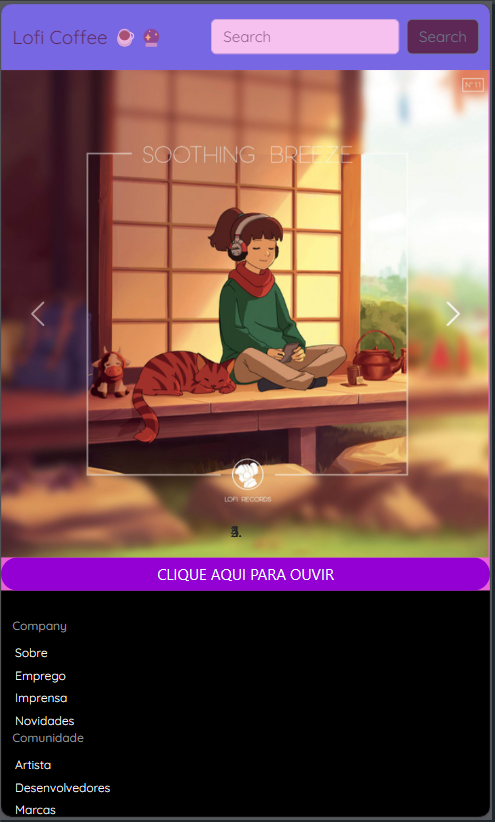 Lofi Coffee
Search
Search
N°11
SOOTHING BREEZE
LOFI RECORDS
CLIQUE AQUI PARA OUVIR
Company
Sobre
Emprego
Imprensa
Novidades
Comunidade
Artista
Desenvolvedores
Marcas